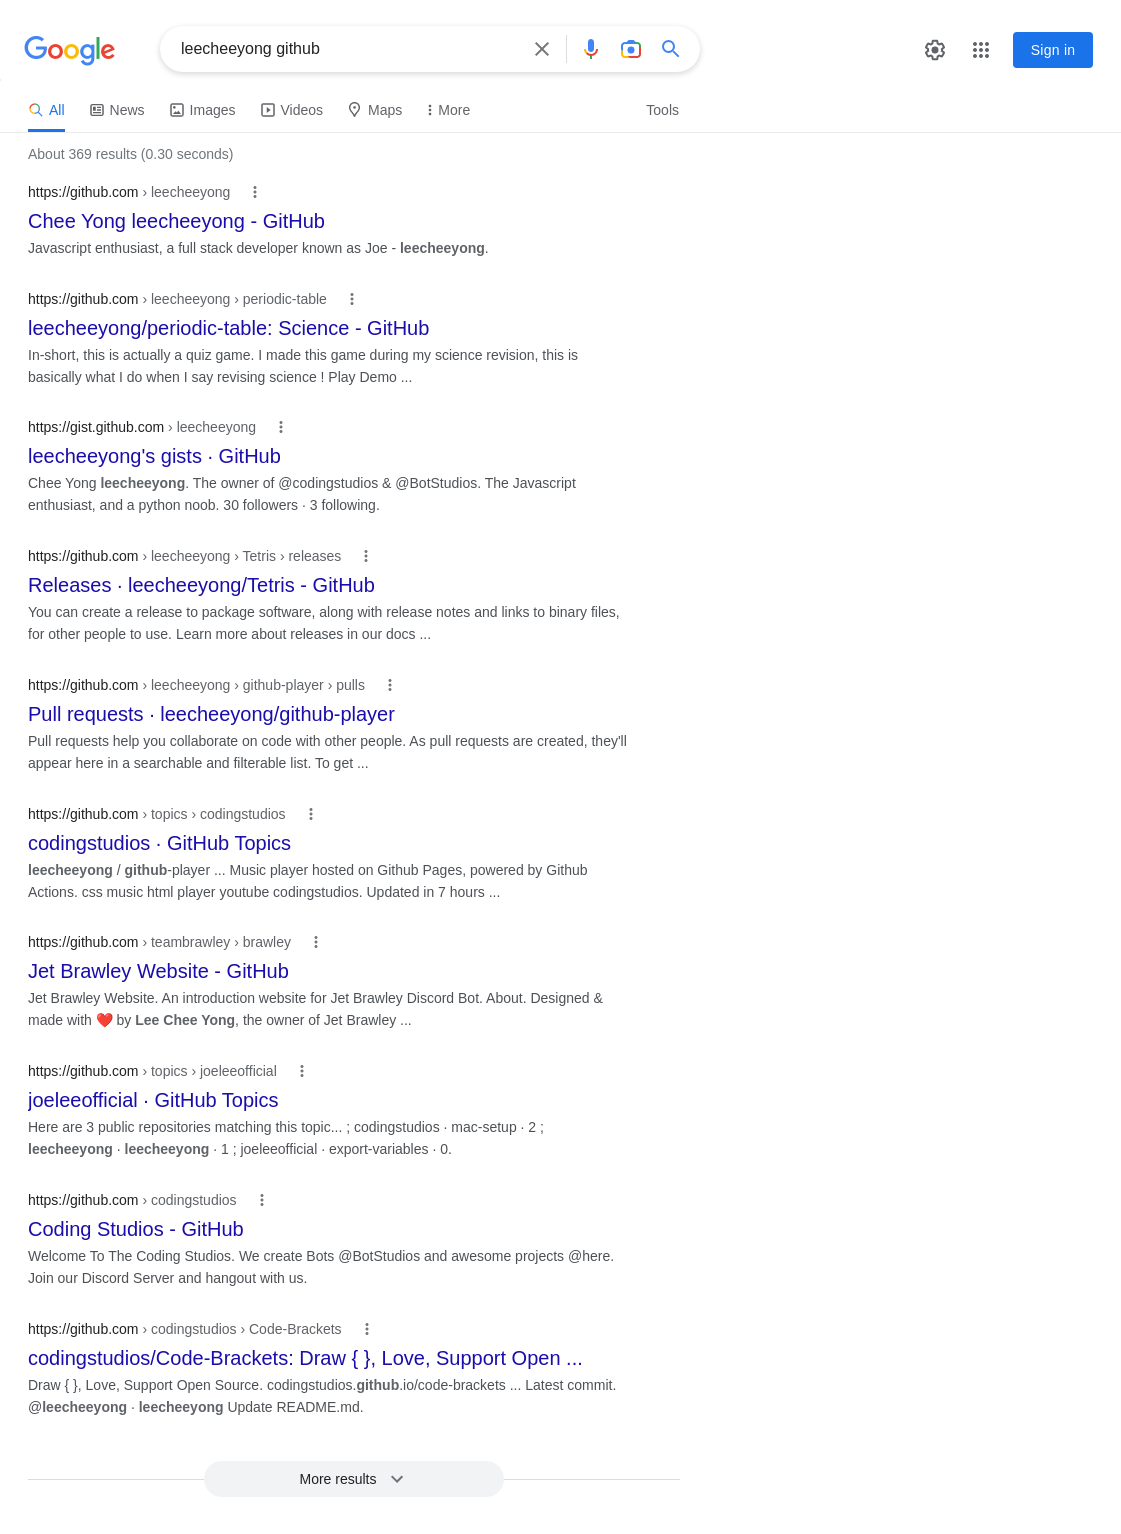 Google
leecheeyong github
Sign in
All News Images Videos Maps More Tools
About 369 results (0.30 seconds)
https://github.com › leecheeyong
Chee Yong leecheeyong - GitHub
Javascript enthusiast, a full stack developer known as Joe - leecheeyong.
https://github.com › leecheeyong › periodic-table
leecheeyong/periodic-table: Science - GitHub
In-short, this is actually a quiz game. I made this game during my science revision, this is
basically what I do when I say revising science ! Play Demo ...
https://gist.github.com › leecheeyong
leecheeyong's gists · GitHub
Chee Yong leecheeyong. The owner of @codingstudios & @BotStudios. The Javascript
enthusiast, and a python noob. 30 followers · 3 following.
https://github.com › leecheeyong › Tetris › releases
Releases · leecheeyong/Tetris - GitHub
You can create a release to package software, along with release notes and links to binary files,
for other people to use. Learn more about releases in our docs ...
https://github.com › leecheeyong › github-player › pulls
Pull requests · leecheeyong/github-player
Pull requests help you collaborate on code with other people. As pull requests are created, they'll
appear here in a searchable and filterable list. To get ...
https://github.com › topics › codingstudios
codingstudios · GitHub Topics
leecheeyong / github-player ... Music player hosted on Github Pages, powered by Github
Actions. css music html player youtube codingstudios. Updated in 7 hours ...
https://github.com › teambrawley › brawley
Jet Brawley Website - GitHub
Jet Brawley Website. An introduction website for Jet Brawley Discord Bot. About. Designed &
made with ❤️ by Lee Chee Yong, the owner of Jet Brawley ...
https://github.com › topics › joeleeofficial
joeleeofficial · GitHub Topics
Here are 3 public repositories matching this topic... ; codingstudios · mac-setup · 2 ;
leecheeyong · leecheeyong · 1 ; joeleeofficial · export-variables · 0.
https://github.com › codingstudios
Coding Studios - GitHub
Welcome To The Coding Studios. We create Bots @BotStudios and awesome projects @here.
Join our Discord Server and hangout with us.
https://github.com › codingstudios › Code-Brackets
codingstudios/Code-Brackets: Draw { }, Love, Support Open ...
Draw { }, Love, Support Open Source. codingstudios.github.io/code-brackets ... Latest commit.
@leecheeyong · leecheeyong Update README.md.
More results